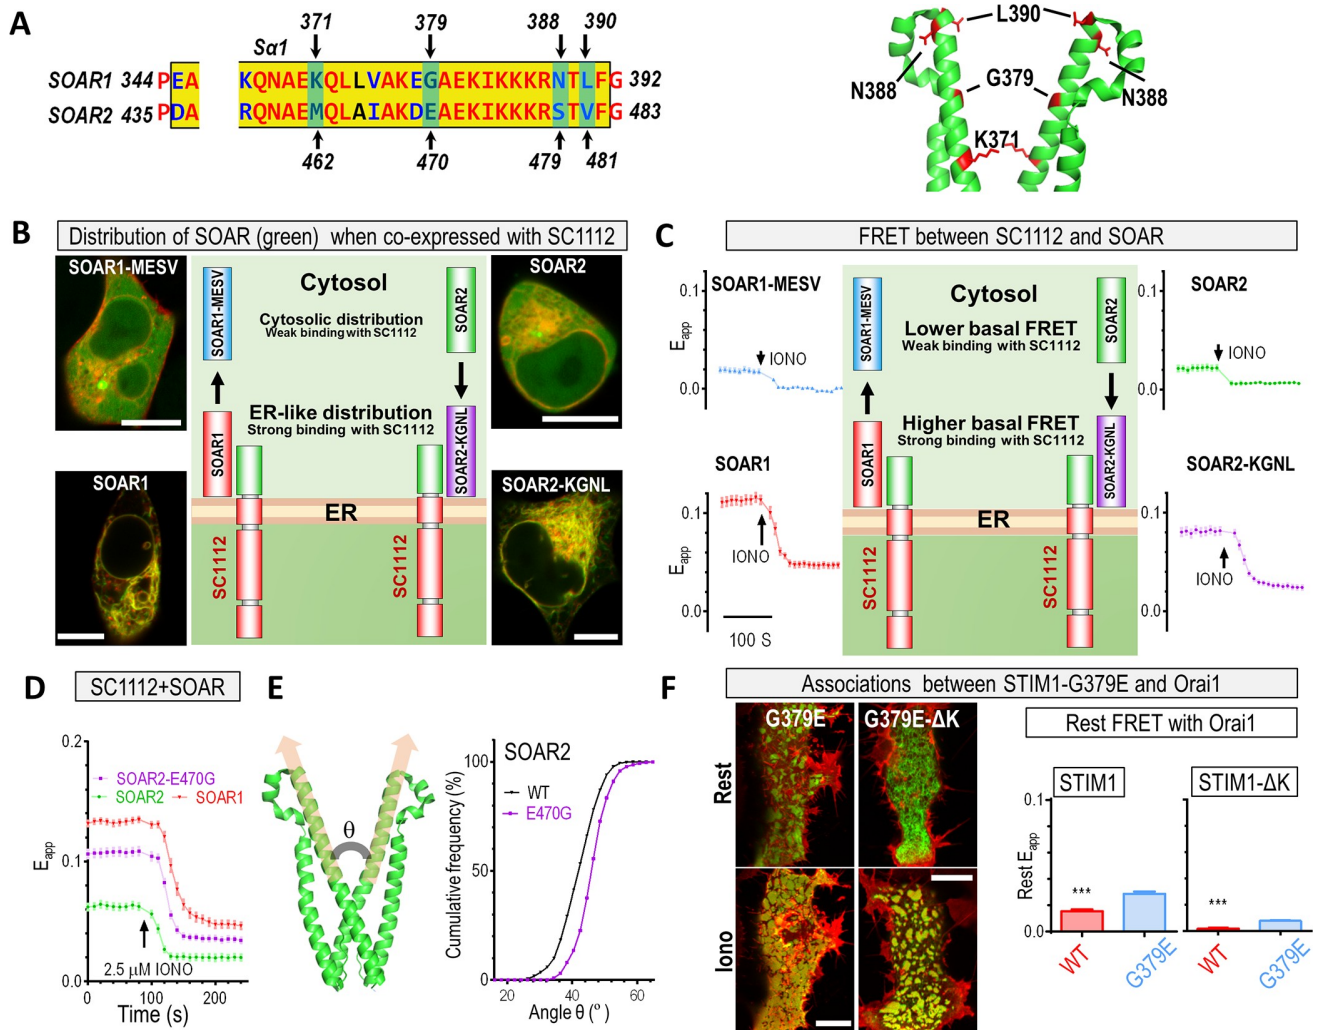 A
371 379 388 390
Sα1
SOAR1 344 PEA KQNAEKQLLVAKEGAEKIKKKRNTLFG 392
SOAR2 435 PDA RQNAEMQLAIAKDEAEKIKKKRSTVFG 483
462 470 479 481
L390
N388
G379
N388
K371
B
Distribution of SOAR (green) when co-expressed with SC1112
SOAR1-MESV
SOAR1-MESV
Cytosol
Cytosolic distribution
Weak binding with SC1112
SOAR2
SOAR2
ER-like distribution
Strong binding with SC1112
SOAR1
SOAR1
SOAR2-KGNL
SOAR2-KGNL
ER
SC1112
SC1112
C
FRET between SC1112 and SOAR
SOAR1-MESV
0.1
Eapp
0.0
IONO
SOAR1-MESV
Cytosol
Lower basal FRET
Weak binding with SC1112
SOAR2
SOAR2
0.1
0.0
IONO
Higher basal FRET
Strong binding with SC1112
SOAR1
SOAR1
0.1
Eapp
0.0
IONO
100 S
SOAR2-KGNL
SOAR2-KGNL
0.1
0.0
IONO
ER
SC1112
SC1112
D
SC1112+SOAR
0.2
0.1
0.0
Eapp
SOAR2-E470G
SOAR2 SOAR1
2.5 μM IONO
0 100 200
Time (s)
E
θ
SOAR2
WT
E470G
100
50
0
Cumulative frequency (%)
20 40 60
Angle θ (°)
F
Associations between STIM1-G379E and Orai1
G379E G379E-ΔK
Rest
Iono
Rest FRET with Orai1
STIM1 STIM1-ΔK
0.1
0.0
Rest Eapp
*** ***
WT G379E WT G379E